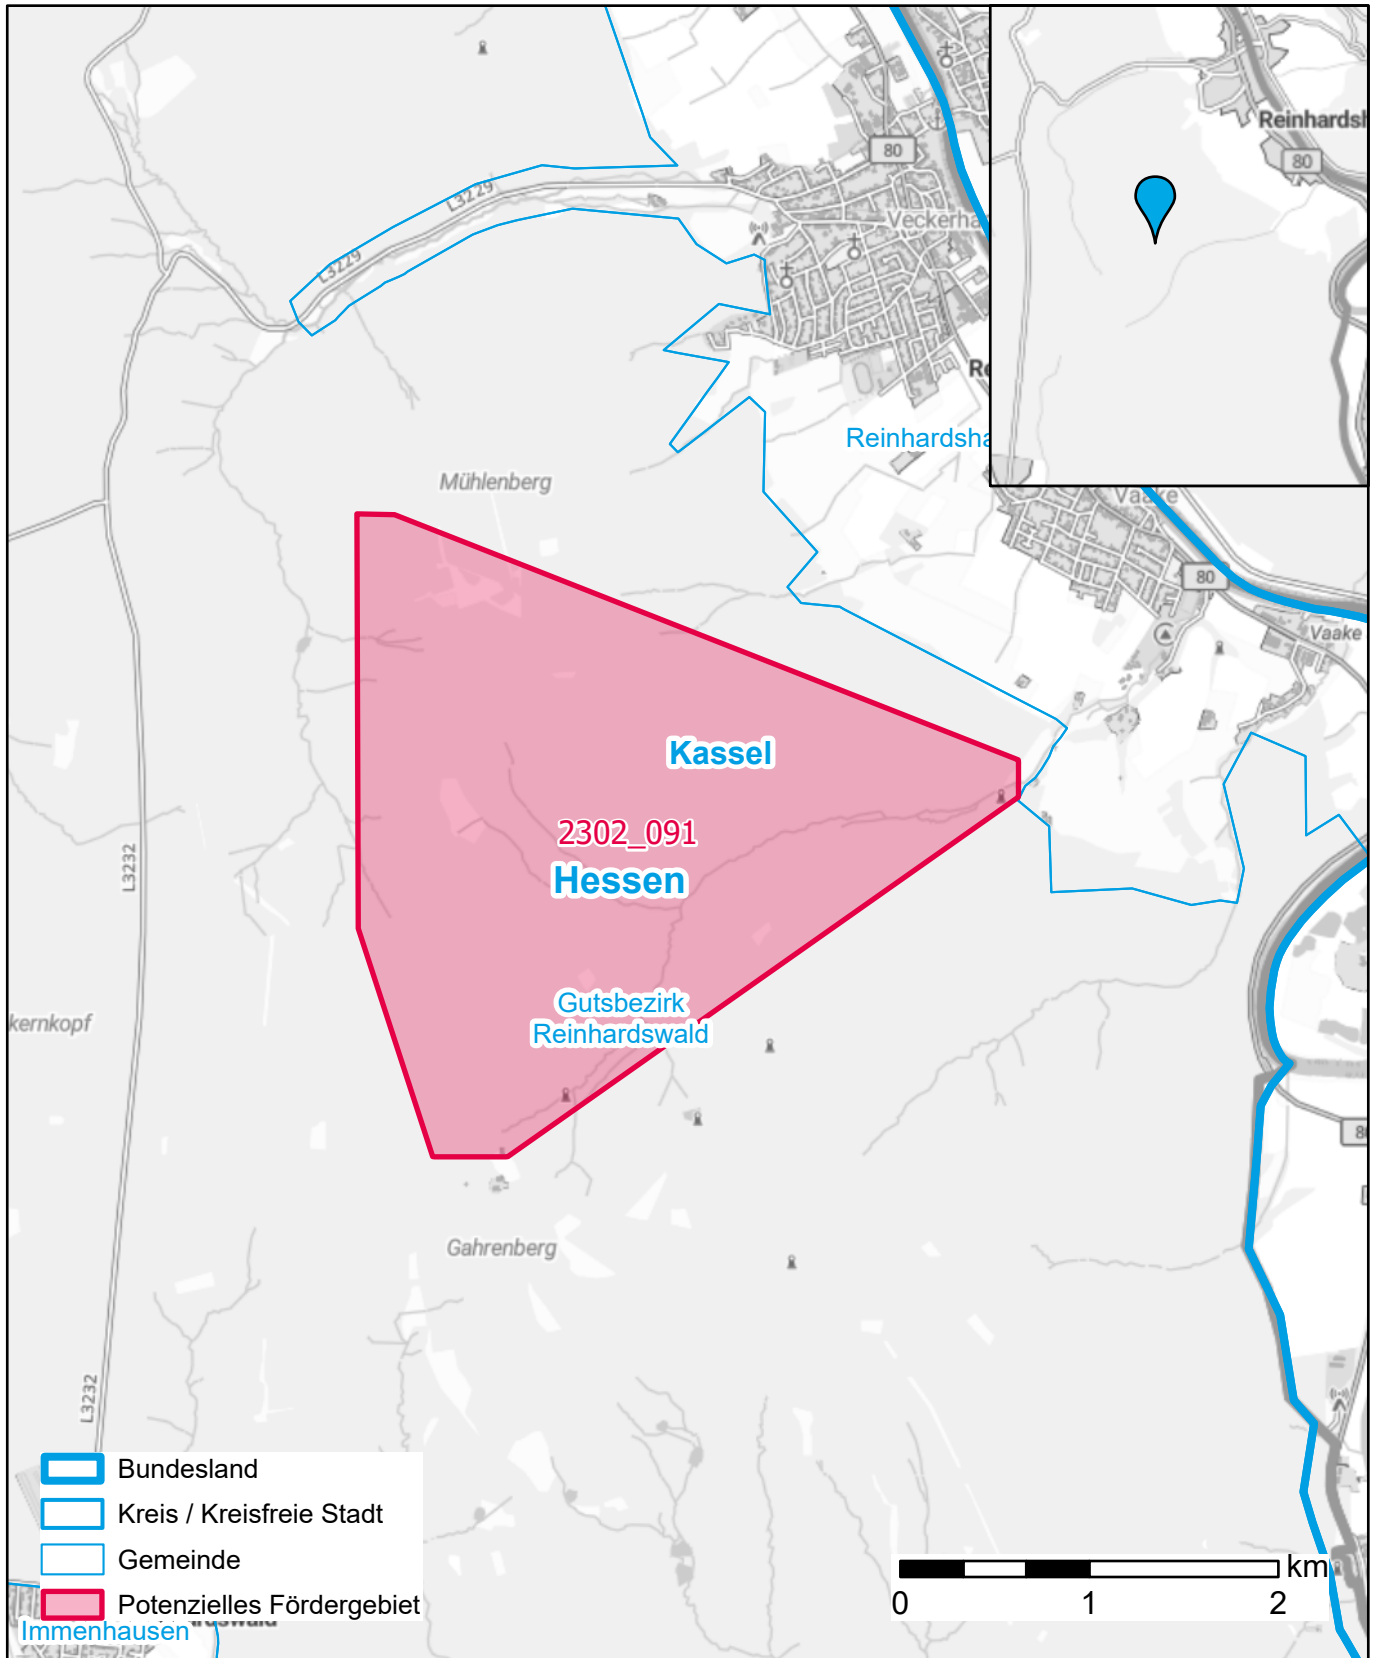 80
L3229
L3229
Veckerha
Re
Reinhardsha
Reinhardsh
80
Mühlenberg
Vaake
80
Vaake
Kassel
2302_091
Hessen
L3232
Gutsbezirk
Reinhardswald
kernkopf
Gahrenberg
L3232
Bundesland
Kreis / Kreisfreie Stadt
Gemeinde
Potenzielles Fördergebiet
Immenhausen
km
0
1
2